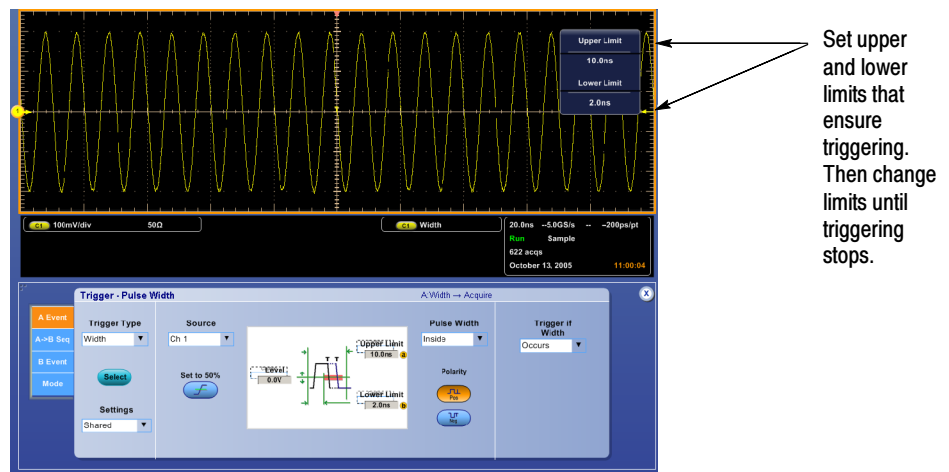 Upper Limit
10.0ns
Lower Limit
2.0ns
Set upper
and lower
limits that
ensure
triggering.
Then change
limits until
triggering
stops.
1
C1 100mV/div 50Ω
C1 Width
20.0ns --5.0GS/s -- --200ps/pt
Run Sample
622 acqs
October 13, 2005 11:00:04
Trigger - Pulse Width A:Width → Acquire X
A Event
A->B Seq
B Event
Mode
Trigger Type
Width
Select
Settings
Shared
Source
Ch 1
Set to 50%
Level
0.0V
T T
Upper Limit
10.0ns a
Lower Limit
2.0ns b
Pulse Width
Inside
Polarity
Pos
Neg
Trigger if
Width
Occurs